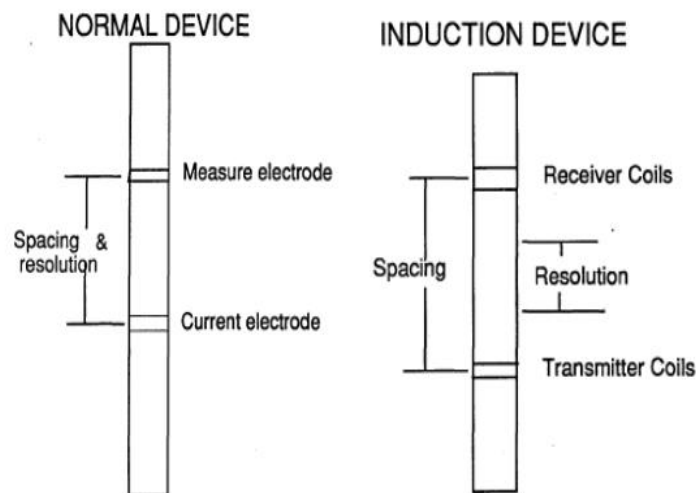 NORMAL DEVICE
Measure electrode
Spacing &
resolution
Current electrode
INDUCTION DEVICE
Receiver Coils
Spacing
Resolution
Transmitter Coils